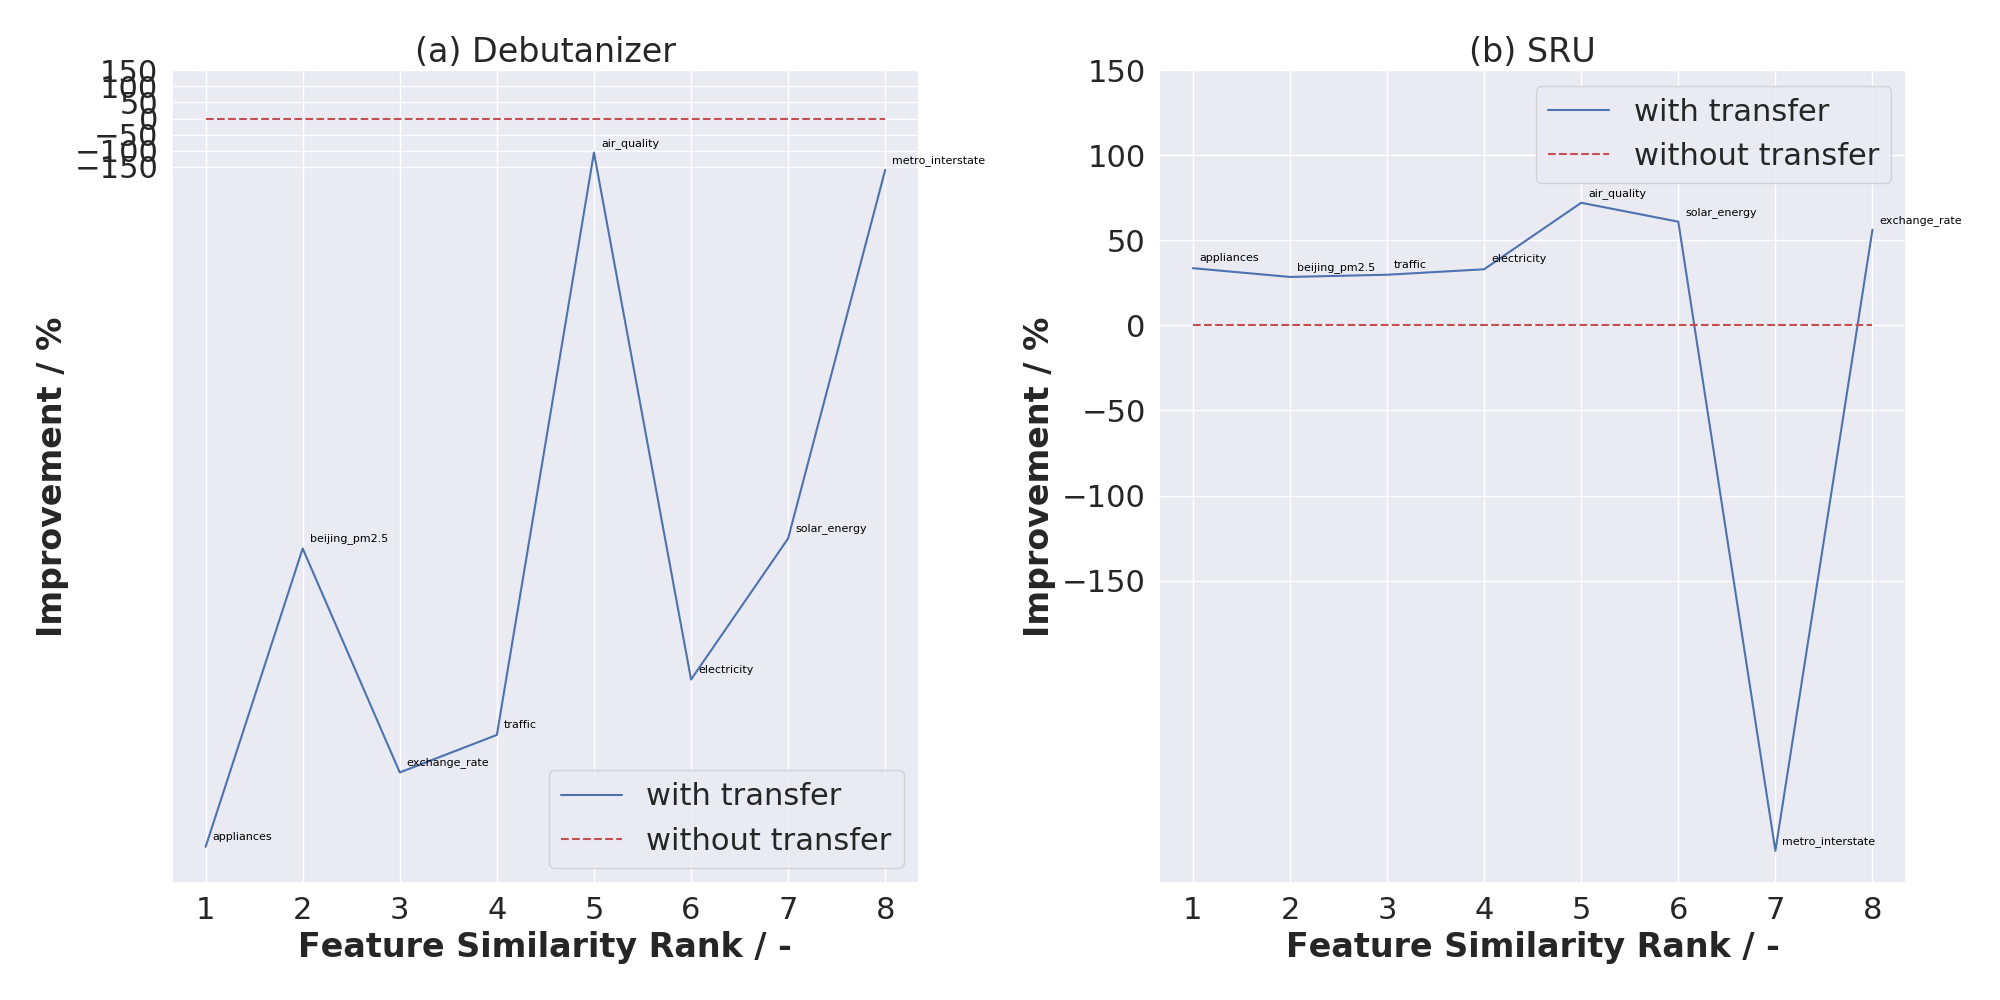 (a) Debutanizer
150
100
50
0
−50
−100
−150
Improvement / %
air_quality
metro_interstate
beijing_pm2.5
solar_energy
electricity
traffic
exchange_rate
appliances
with transfer
without transfer
1 2 3 4 5 6 7 8
Feature Similarity Rank / -
(b) SRU
150
100
50
0
−50
−100
−150
Improvement / %
with transfer
without transfer
air_quality
solar_energy
exchange_rate
appliances
beijing_pm2.5
traffic
electricity
metro_interstate
1 2 3 4 5 6 7 8
Feature Similarity Rank / -